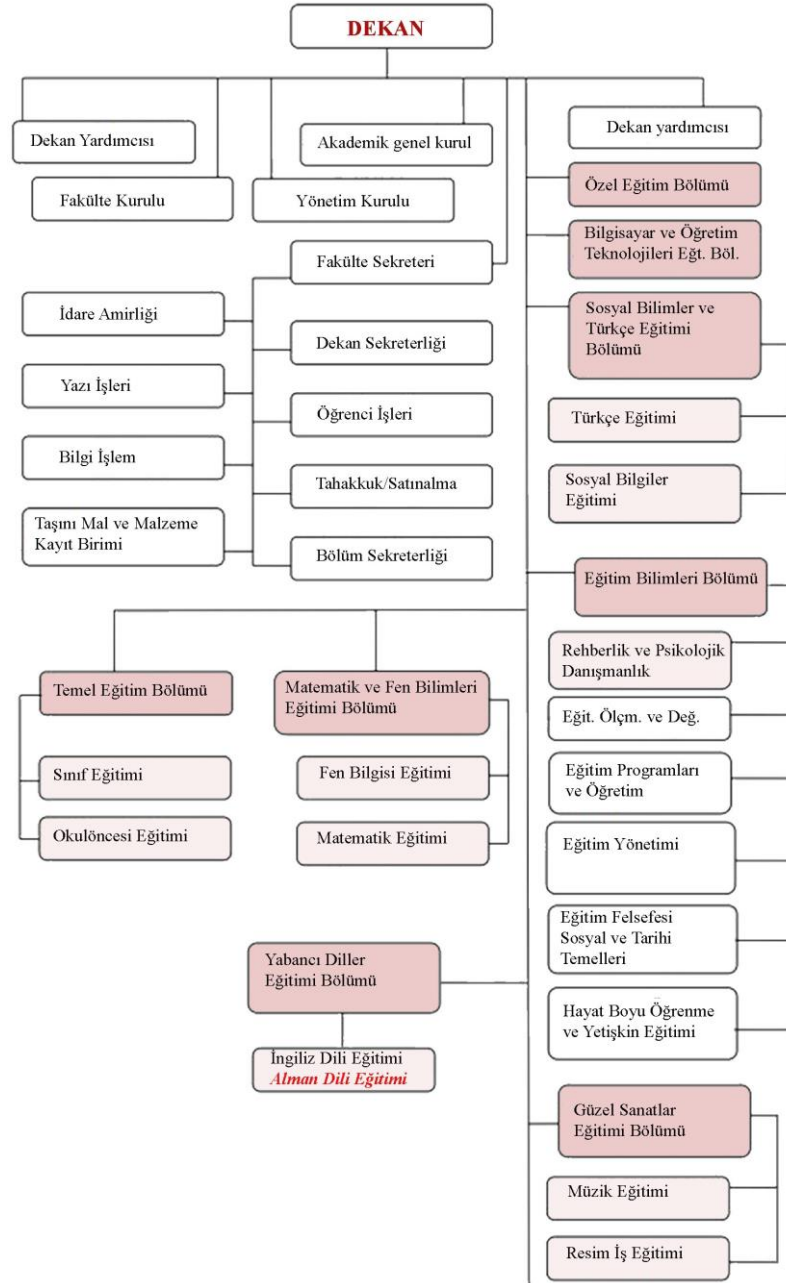 DEKAN
Dekan Yardımcısı
Akademik genel kurul
Dekan yardımcısı
Fakülte Kurulu
Yönetim Kurulu
Özel Eğitim Bölümü
Bilgisayar ve Öğretim
Teknolojileri Eğt. Böl.
Fakülte Sekreteri
İdare Amirliği
Dekan Sekreterliği
Yazı İşleri
Öğrenci İşleri
Bilgi İşlem
Tahakkuk/Satınalma
Taşını Mal ve Malzeme
Kayıt Birimi
Bölüm Sekreterliği
Sosyal Bilimler ve
Türkçe Eğitimi
Bölümü
Türkçe Eğitimi
Sosyal Bilgiler
Eğitimi
Eğitim Bilimleri Bölümü
Rehberlik ve Psikolojik
Danışmanlık
Eğit. Ölçm. ve Değ.
Eğitim Programları
ve Öğretim
Eğitim Yönetimi
Eğitim Felsefesi
Sosyal ve Tarihi
Temelleri
Hayat Boyu Öğrenme
ve Yetişkin Eğitimi
Temel Eğitim Bölümü
Sınıf Eğitimi
Okulöncesi Eğitimi
Matematik ve Fen Bilimleri
Eğitimi Bölümü
Fen Bilgisi Eğitimi
Matematik Eğitimi
Yabancı Diller
Eğitimi Bölümü
İngiliz Dili Eğitimi
Alman Dili Eğitimi
Güzel Sanatlar
Eğitimi Bölümü
Müzik Eğitimi
Resim İş Eğitimi